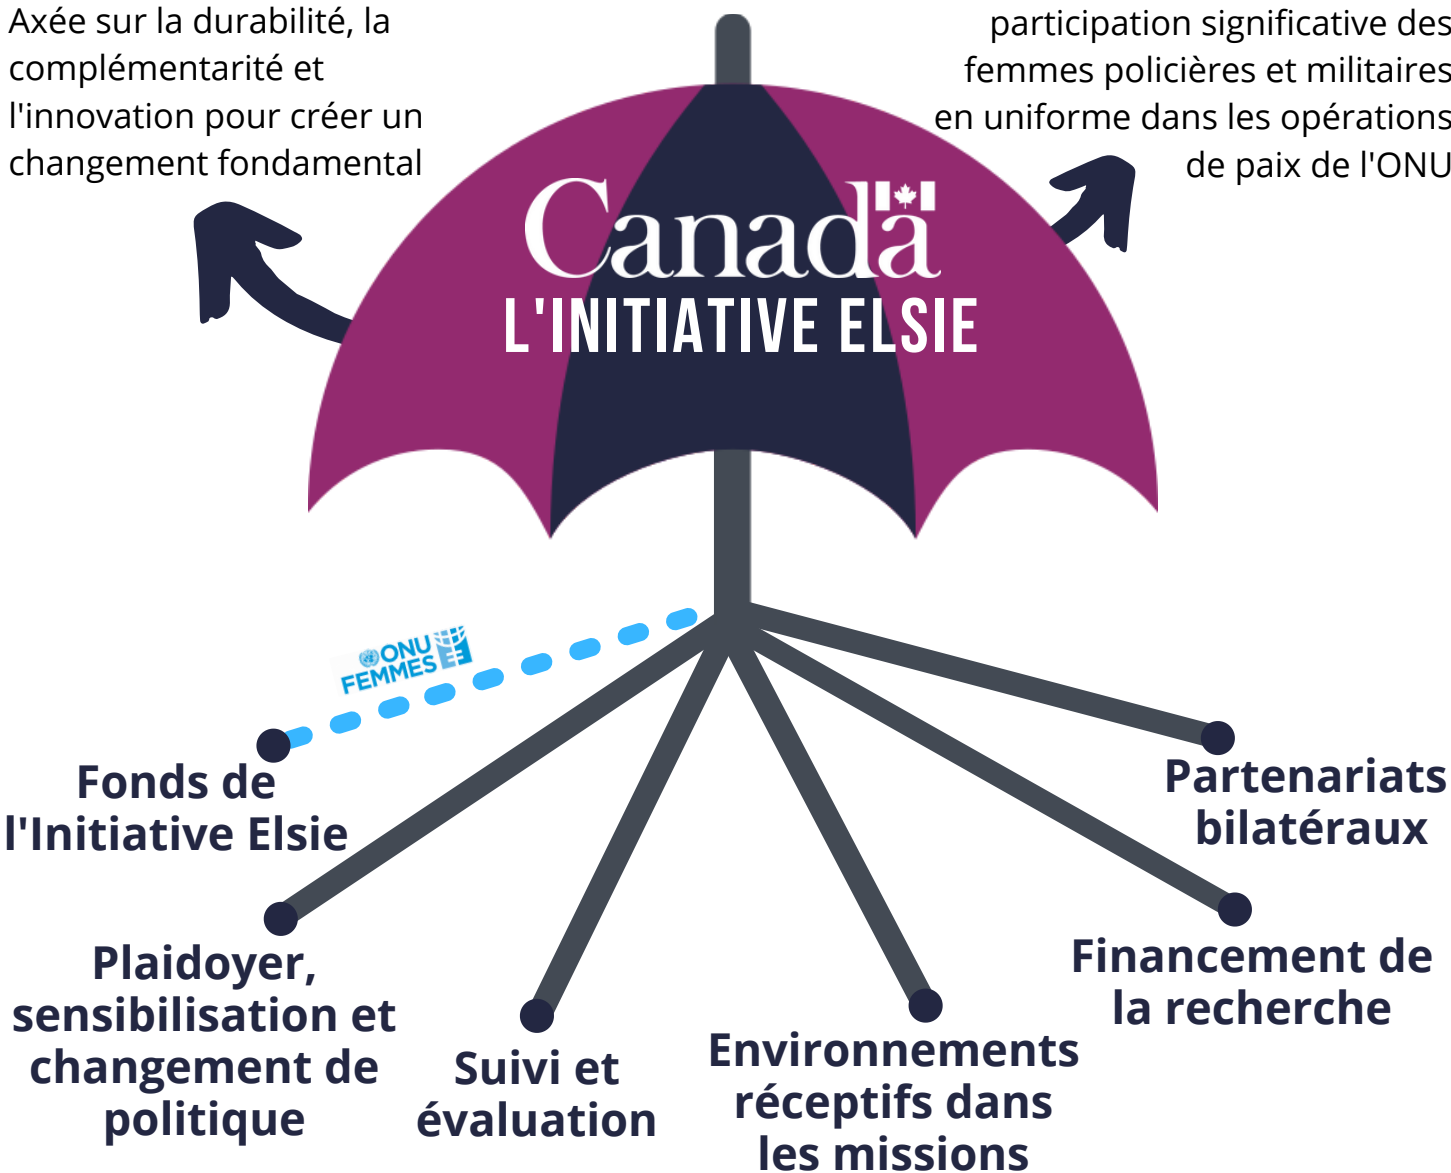 Axée sur la durabilité, la
complémentarité et
l'innovation pour créer un
changement fondamental
participation significative des
femmes policières et militaires
en uniforme dans les opérations
de paix de l'ONU
Canada
L'INITIATIVE ELSIE
ONU
FEMMES
Fonds de
l'Initiative Elsie
Plaidoyer,
sensibilisation et
changement de
politique
Suivi et
évaluation
Environnements
réceptifs dans
les missions
Financement de
la recherche
Partenariats
bilatéraux